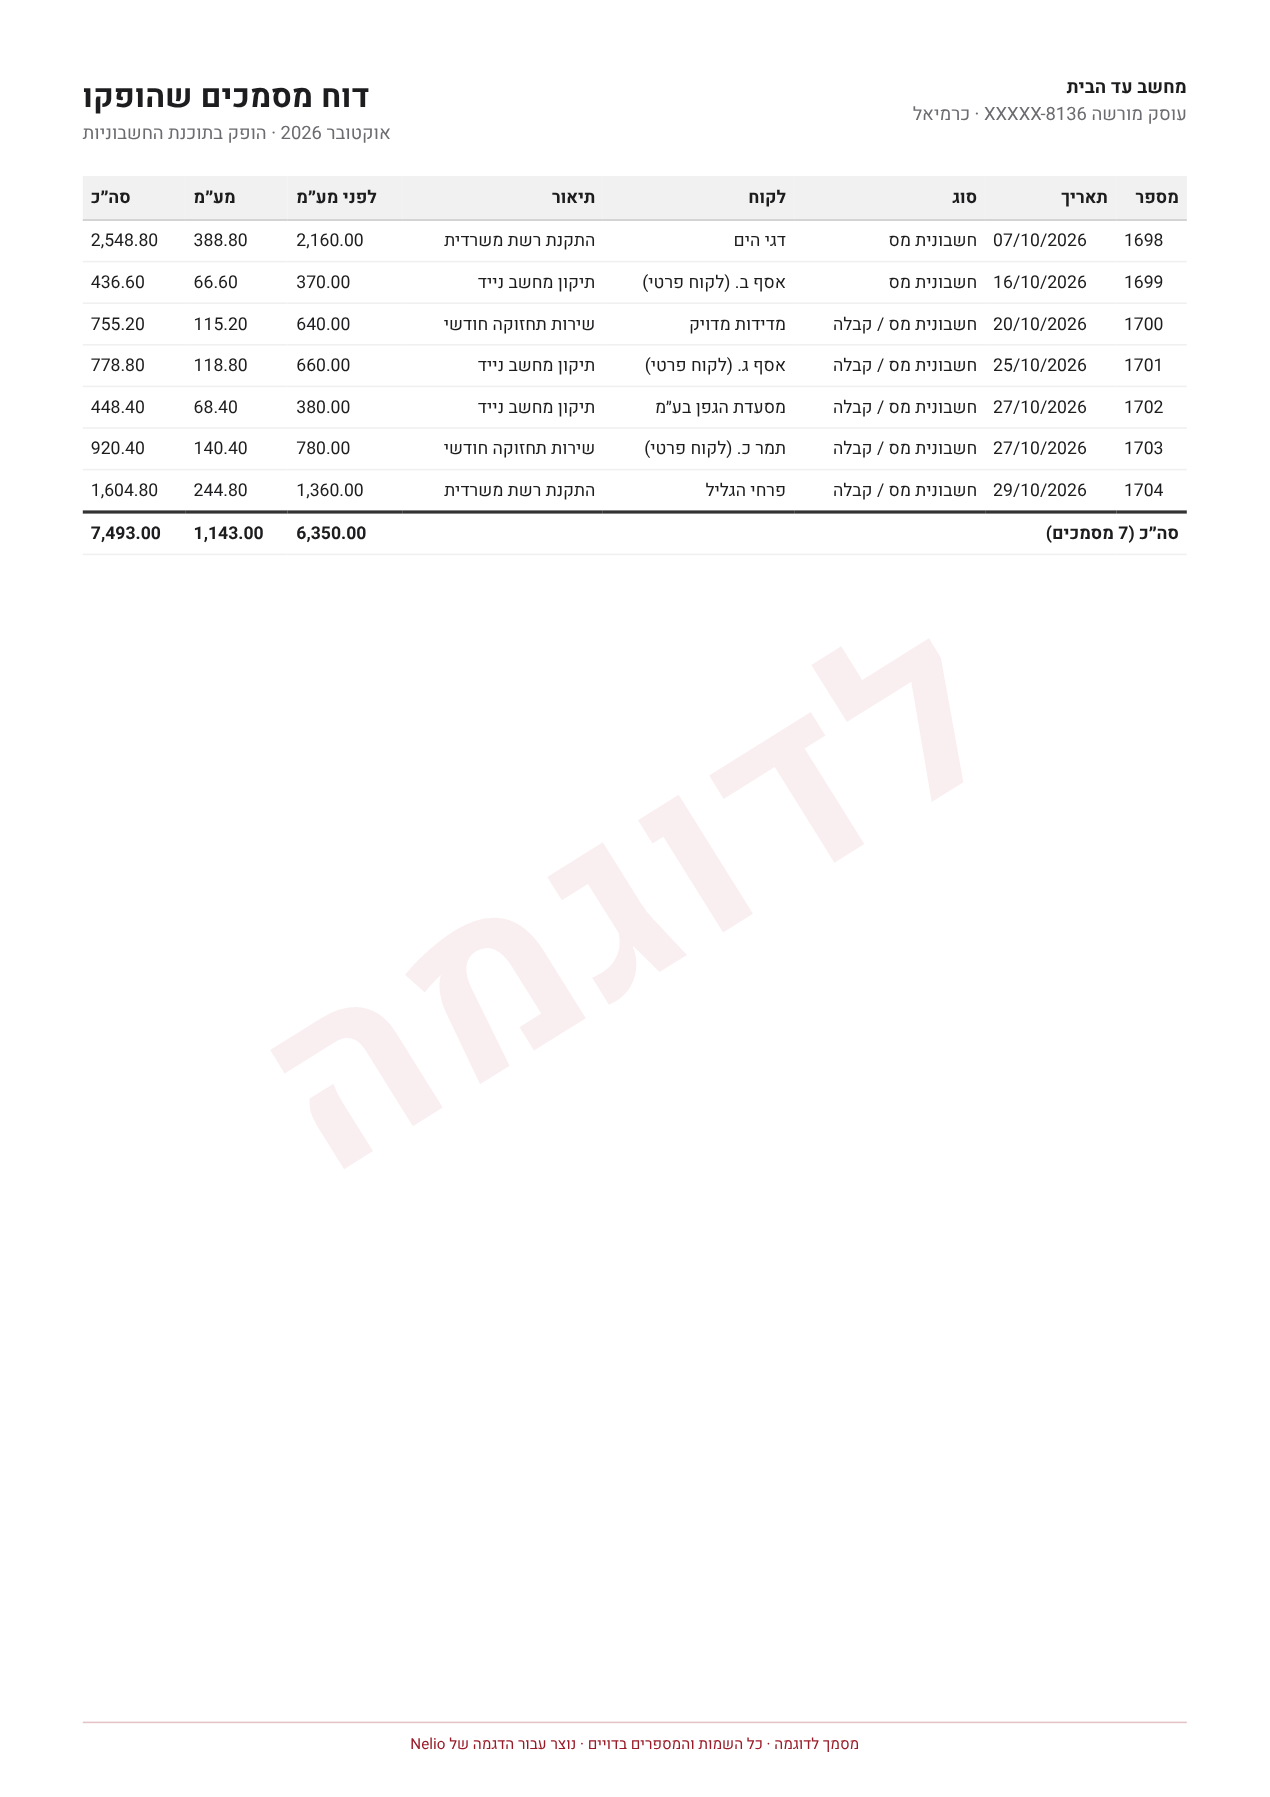 מחשב עד הבית
עוסק מורשה XXXXX-8136 · כרמיאל
דוח מסמכים שהופקו
אוקטובר 2026 · הופק בתוכנת החשבוניות
מספר תאריך סוג לקוח תיאור לפני מע״מ מע״מ סה״כ
1698 07/10/2026 חשבונית מס דגי הים התקנת רשת משרדית 2,160.00 388.80 2,548.80
1699 16/10/2026 חשבונית מס אסף ב. (לקוח פרטי) תיקון מחשב נייד 370.00 66.60 436.60
1700 20/10/2026 חשבונית מס / קבלה מדידות מדויק שירות תחזוקה חודשי 640.00 115.20 755.20
1701 25/10/2026 חשבונית מס / קבלה אסף ג. (לקוח פרטי) תיקון מחשב נייד 660.00 118.80 778.80
1702 27/10/2026 חשבונית מס / קבלה מסעדת הגפן בע״מ תיקון מחשב נייד 380.00 68.40 448.40
1703 27/10/2026 חשבונית מס / קבלה תמר כ. (לקוח פרטי) שירות תחזוקה חודשי 780.00 140.40 920.40
1704 29/10/2026 חשבונית מס / קבלה פרחי הגליל התקנת רשת משרדית 1,360.00 244.80 1,604.80
סה״כ (7 מסמכים) 6,350.00 1,143.00 7,493.00
לדוגמה
מסמך לדוגמה · כל השמות והמספרים בדויים · נוצר עבור הדגמה של Nelio